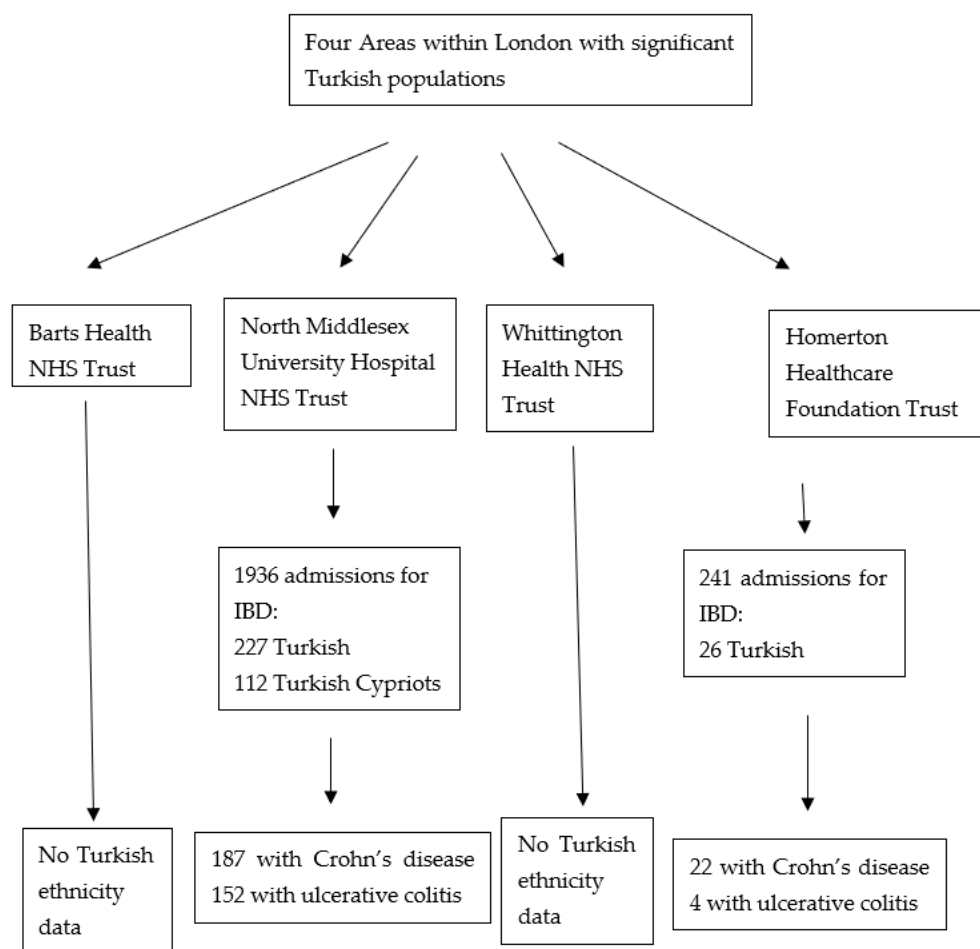 Four Areas within London with significant
Turkish populations
Barts Health
NHS Trust
North Middlesex
University Hospital
NHS Trust
Whittington
Health NHS
Trust
Homerton
Healthcare
Foundation Trust
1936 admissions for
IBD:
227 Turkish
112 Turkish Cypriots
241 admissions for
IBD:
26 Turkish
No Turkish
ethnicity
data
187 with Crohn's disease
152 with ulcerative colitis
No Turkish
ethnicity
data
22 with Crohn's disease
4 with ulcerative colitis